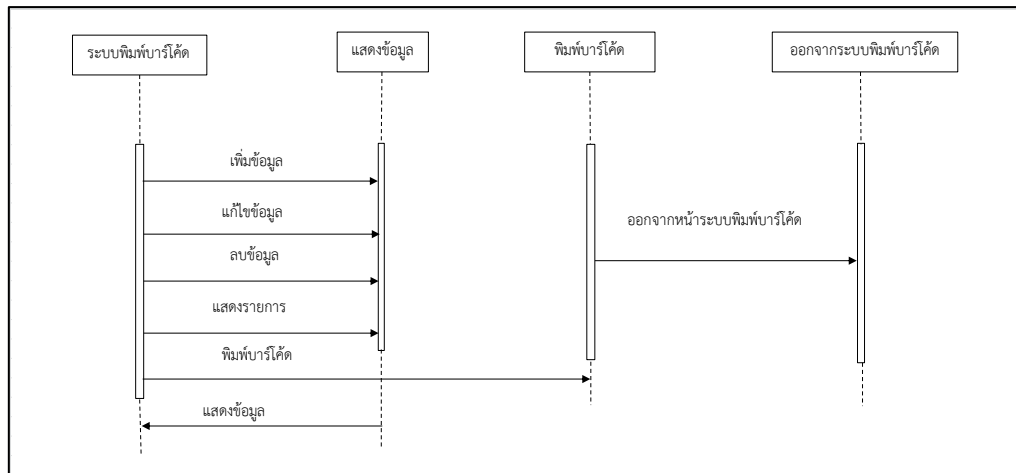 ระบบพิมพ์บาร์โค้ด
แสดงข้อมูล
พิมพ์บาร์โค้ด
ออกจากระบบพิมพ์บาร์โค้ด
เพิ่มข้อมูล
แก้ไขข้อมูล
ออกจากหน้าระบบพิมพ์บาร์โค้ด
ลบข้อมูล
แสดงรายการ
พิมพ์บาร์โค้ด
แสดงข้อมูล